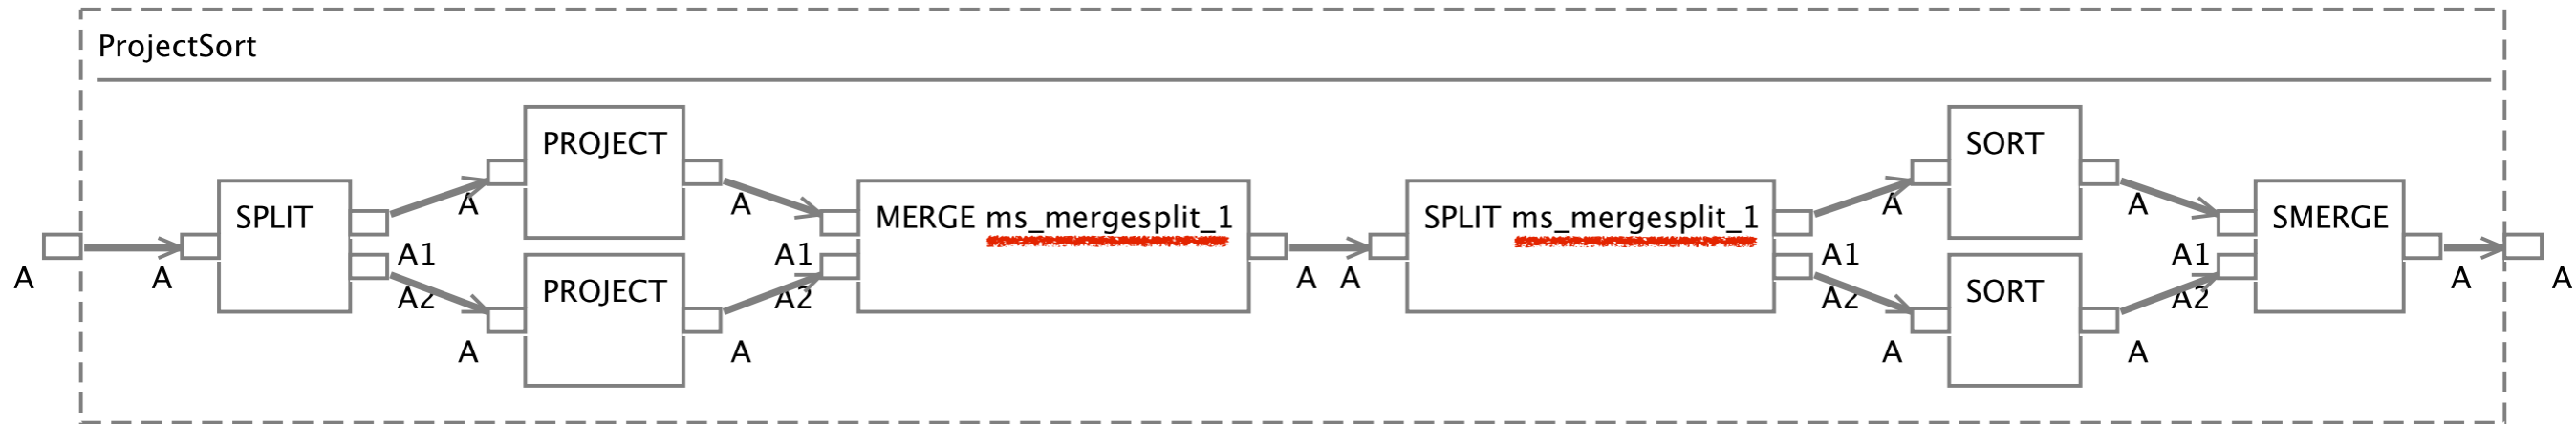 ProjectSort
PROJECT
SORT
A
A
SPLIT
A
MERGE ms_mergesplit_1
SPLIT ms_mergesplit_1
A
A
SMERGE
A1
A1
A1
A1
A
A
PROJECT
A
A
SORT
A
A
A2
A2
A2
A2
A
A
A
A